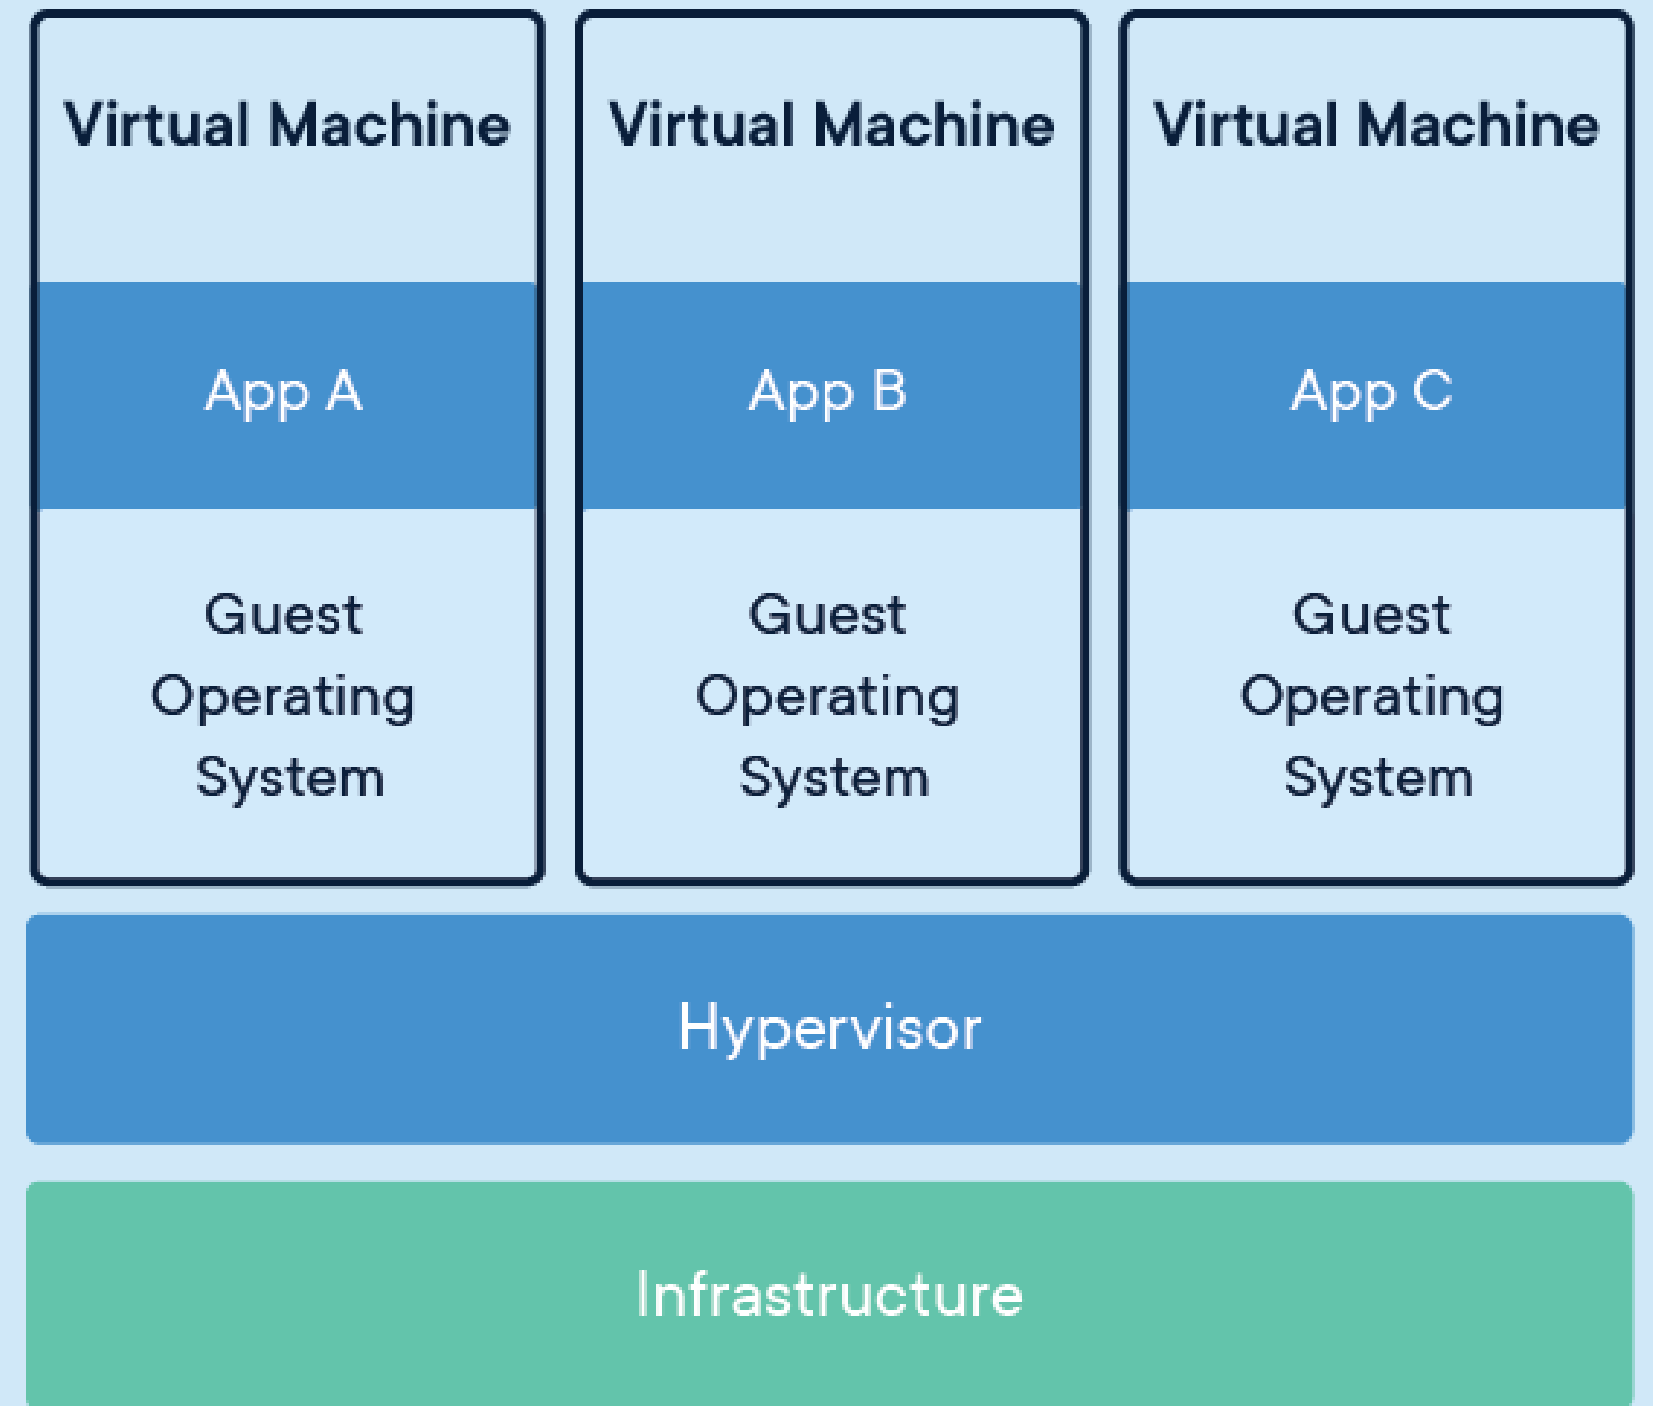 Virtual Machine
App A
Guest
Operating
System
Virtual Machine
App B
Guest
Operating
System
Virtual Machine
App C
Guest
Operating
System
Hypervisor
Infrastructure